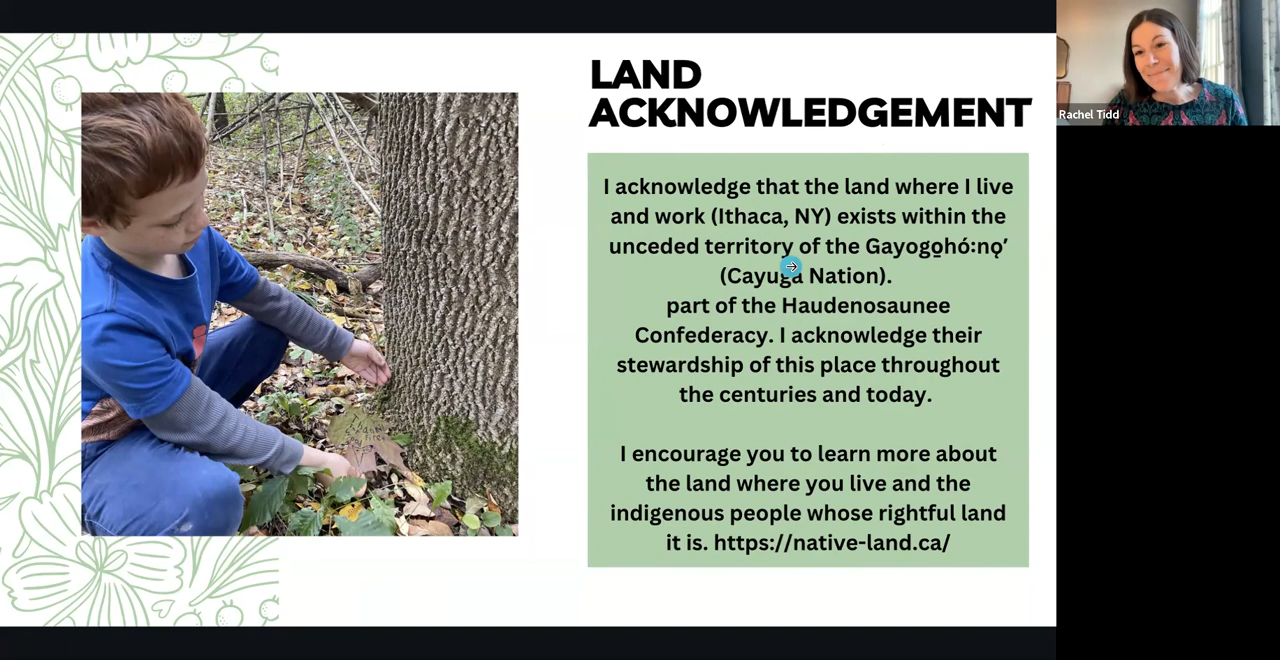 LAND
ACKNOWLEDGEMENT
I acknowledge that the land where I live
and work (Ithaca, NY) exists within the
unceded territory of the Gayogo̱hó:nǫ’
(Cayuga Nation).
part of the Haudenosaunee
Confederacy. I acknowledge their
stewardship of this place throughout
the centuries and today.
I encourage you to learn more about
the land where you live and the
indigenous people whose rightful land
it is. https://native-land.ca/
Rachel Tidd